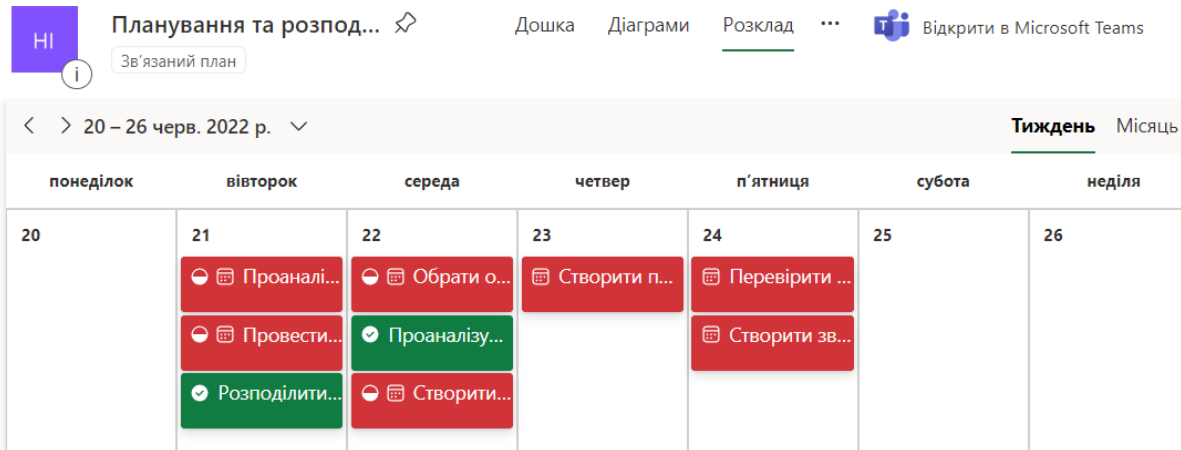 НІ
Планування та розпод...
Зв'язаний план
Дошка Діаграми Розклад ... Відкрити в Microsoft Teams
20 – 26 черв. 2022 р.
Тиждень Місяць
понеділок вівторок середа четвер п'ятниця субота неділя
20 21 22 23 24 25 26
Проаналі... Обрати о... Створити п... Перевірити ...
Провести... Проаналізу... Створити зв...
Розподілити... Створити...